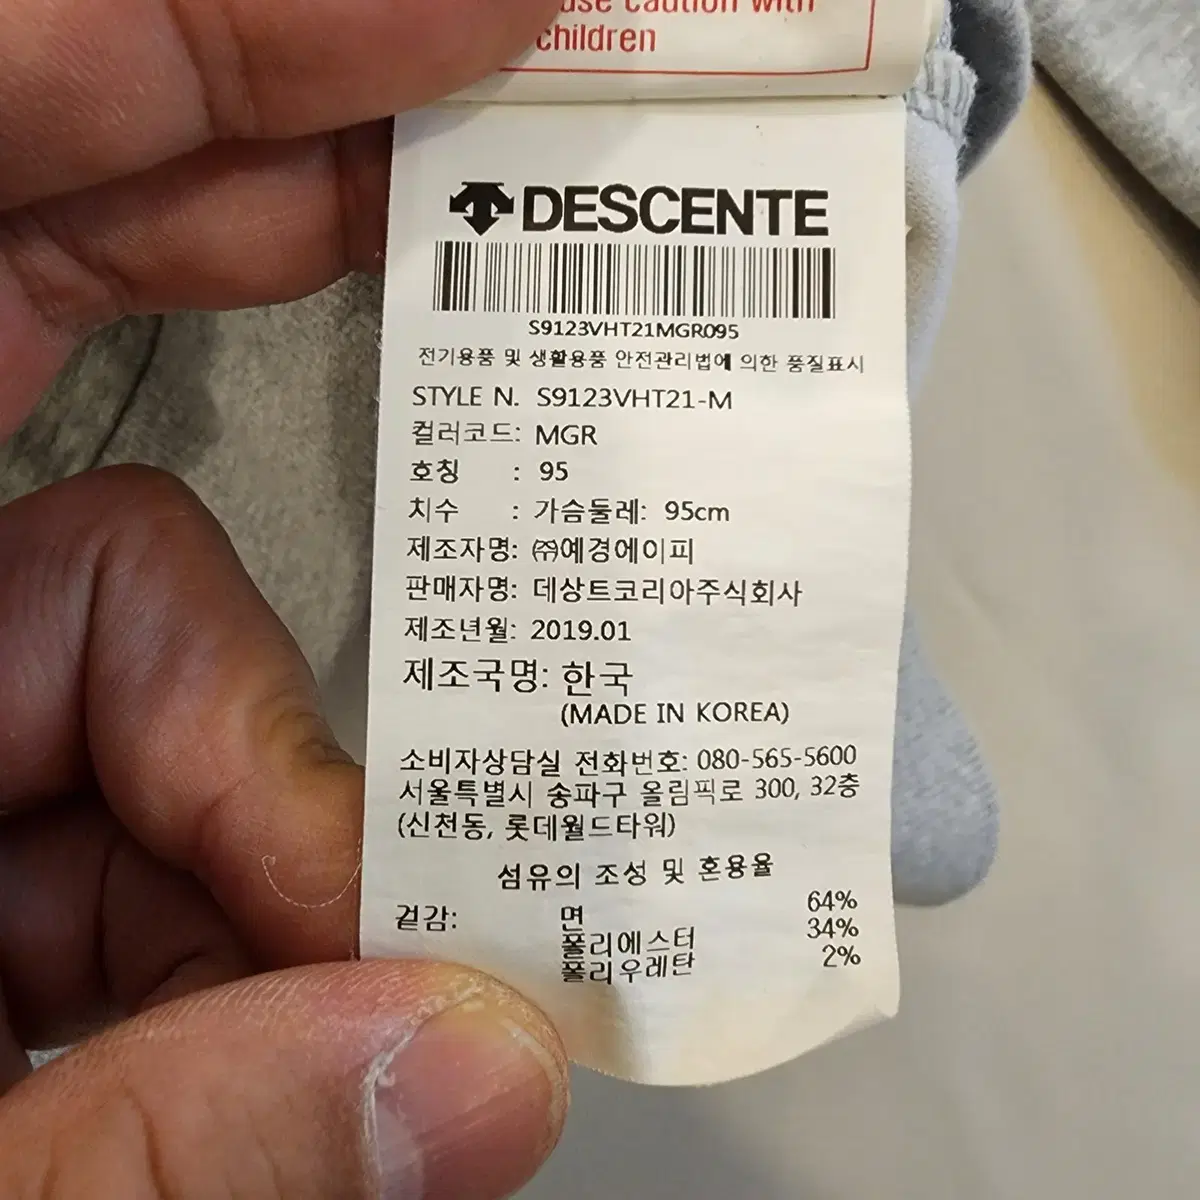 use caution with
children
DESCENTE
S9123VHT21MGR095
전기용품 및 생활용품 안전관리법에 의한 품질표시
STYLE N. S9123VHT21-M
컬러코드: MGR
호칭 : 95
치수 : 가슴둘레: 95cm
제조자명: ㈜예경에이피
판매자명: 데상트코리아주식회사
제조년월: 2019.01
제조국명: 한국
(MADE IN KOREA)
소비자상담실 전화번호: 080-565-5600
서울특별시 송파구 올림픽로 300, 32층
(신천동, 롯데월드타워)
섬유의 조성 및 혼용율
겉감: 면 64%
폴리에스터 34%
폴리우레탄 2%